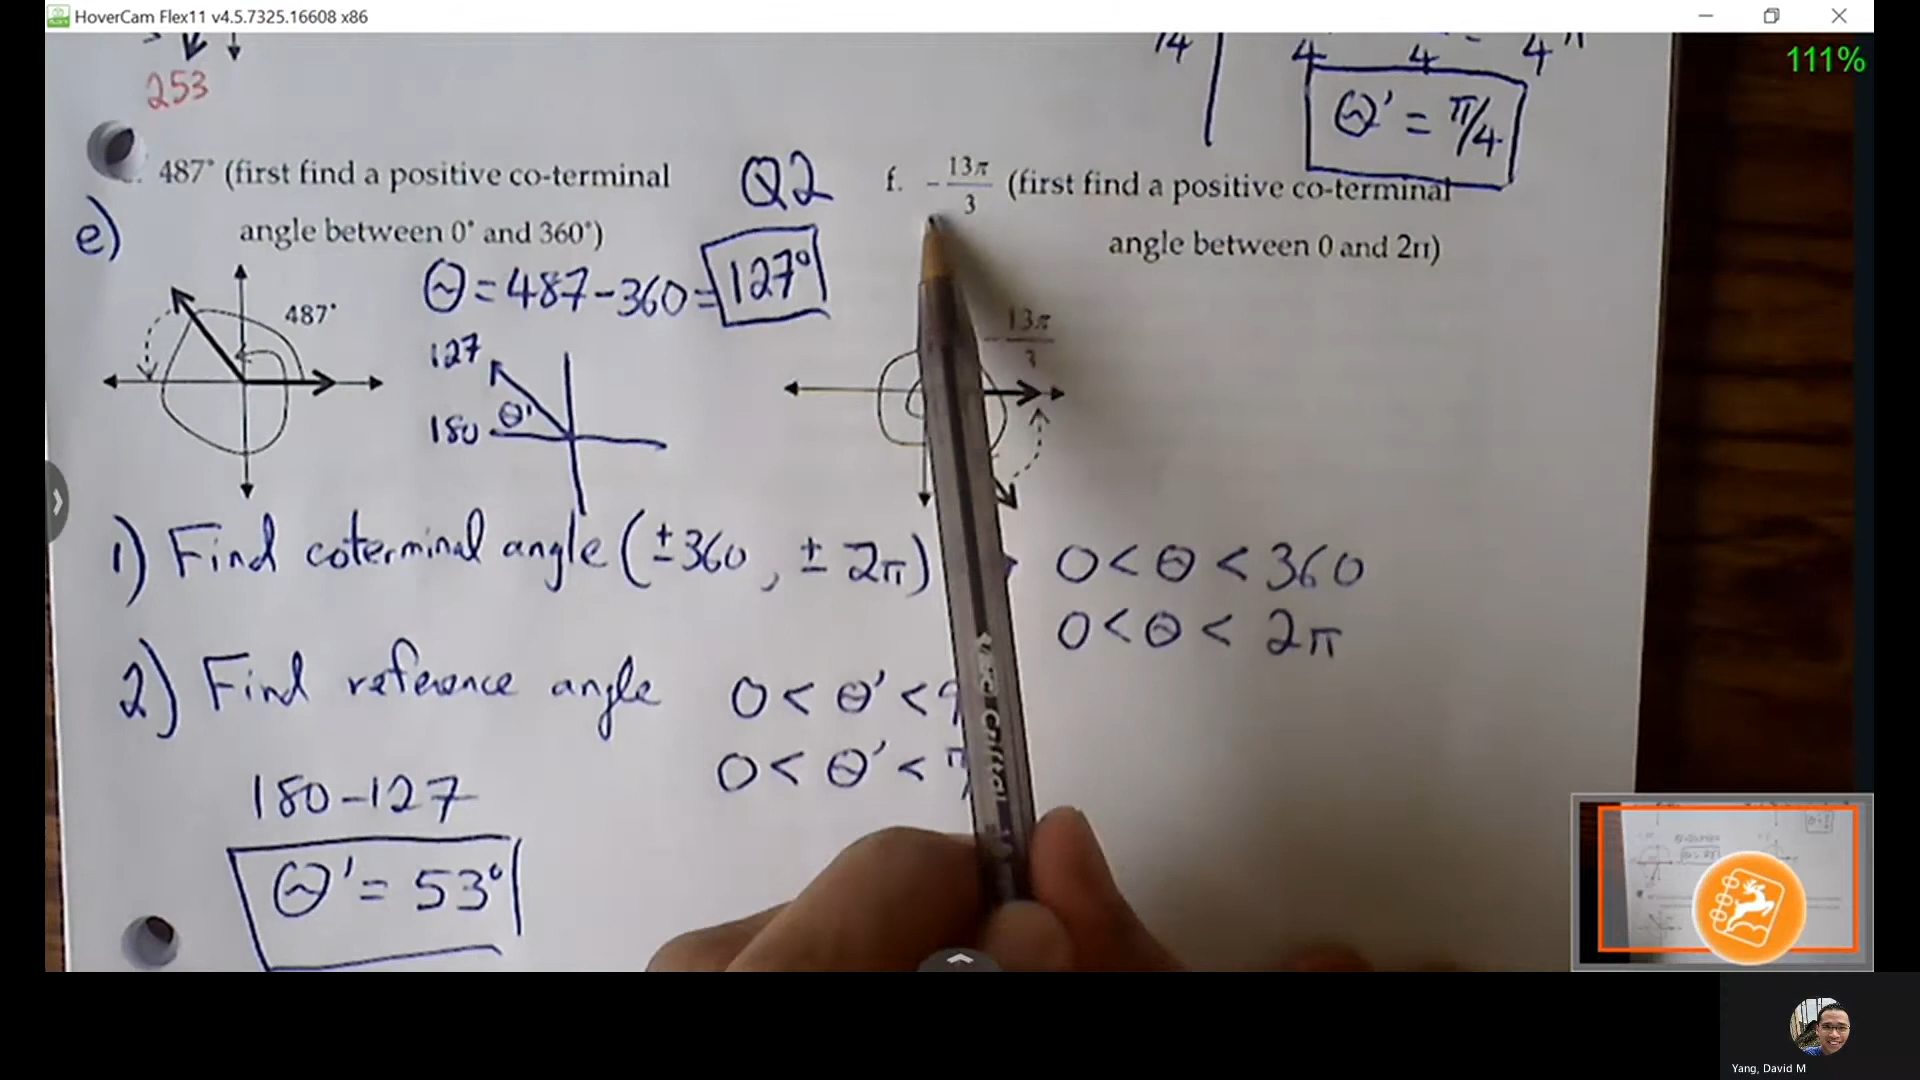 HoverCam Flex11 v4.5.7325.16608 x86
111%
253
14
4 4 4
Θ' = π/4
487° (first find a positive co-terminal
angle between 0° and 360°)
Q2
e)
487°
Θ = 487-360 = 127°
127
180 Θ'
f. -13π/3 (first find a positive co-terminal
angle between 0 and 2π)
-13π/3
1) Find coterminal angle (±360, ± 2π)
0 < Θ < 360
0 < Θ < 2π
2) Find reference angle
0 < Θ' <
0 < Θ' <
180-127
Θ' = 53°
Yang, David M